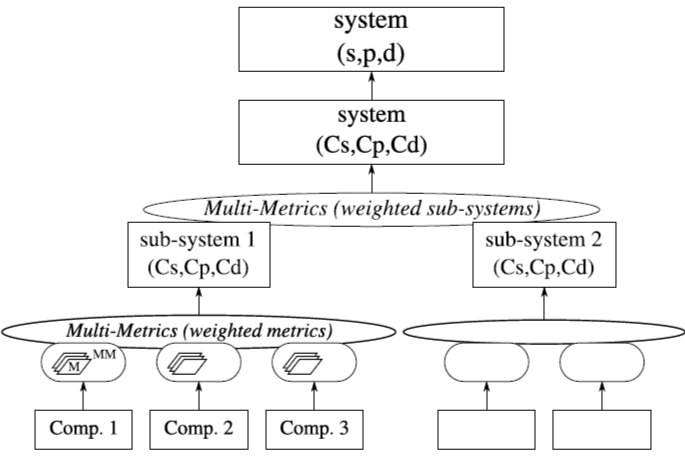 system
(s,p,d)
system
(Cs,Cp,Cd)
Multi-Metrics (weighted sub-systems)
sub-system 1
(Cs,Cp,Cd)
sub-system 2
(Cs,Cp,Cd)
Multi-Metrics (weighted metrics)
M
MM
Comp. 1
Comp. 2
Comp. 3